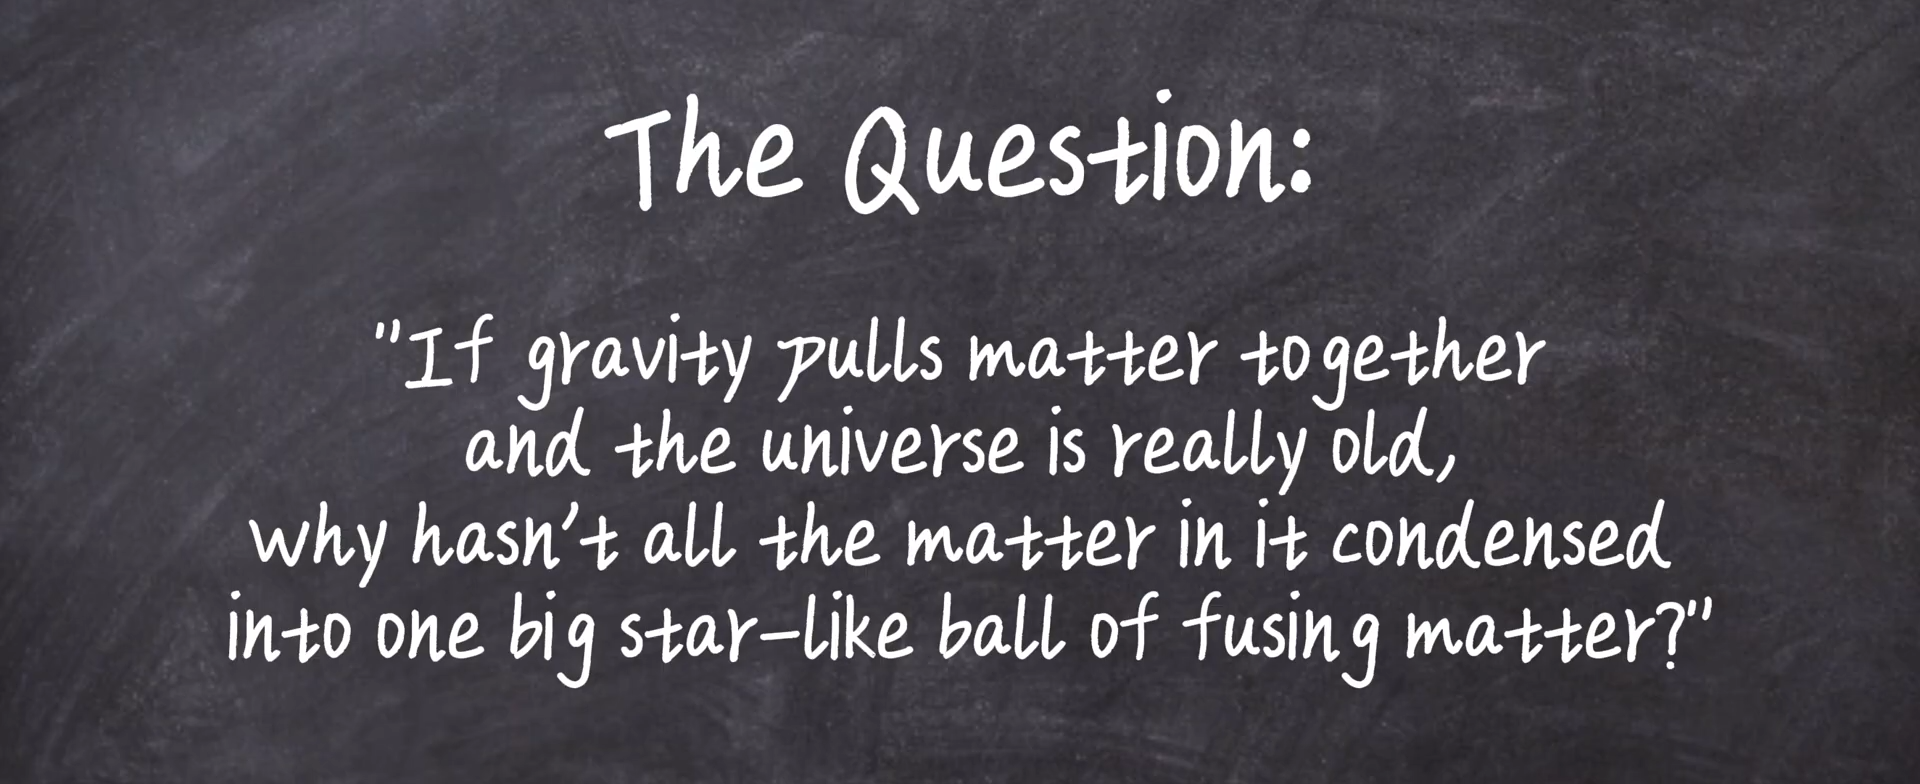 The Question:
"If gravity pulls matter together
and the universe is really old,
why hasn't all the matter in it condensed
into one big star-like ball of fusing matter?"